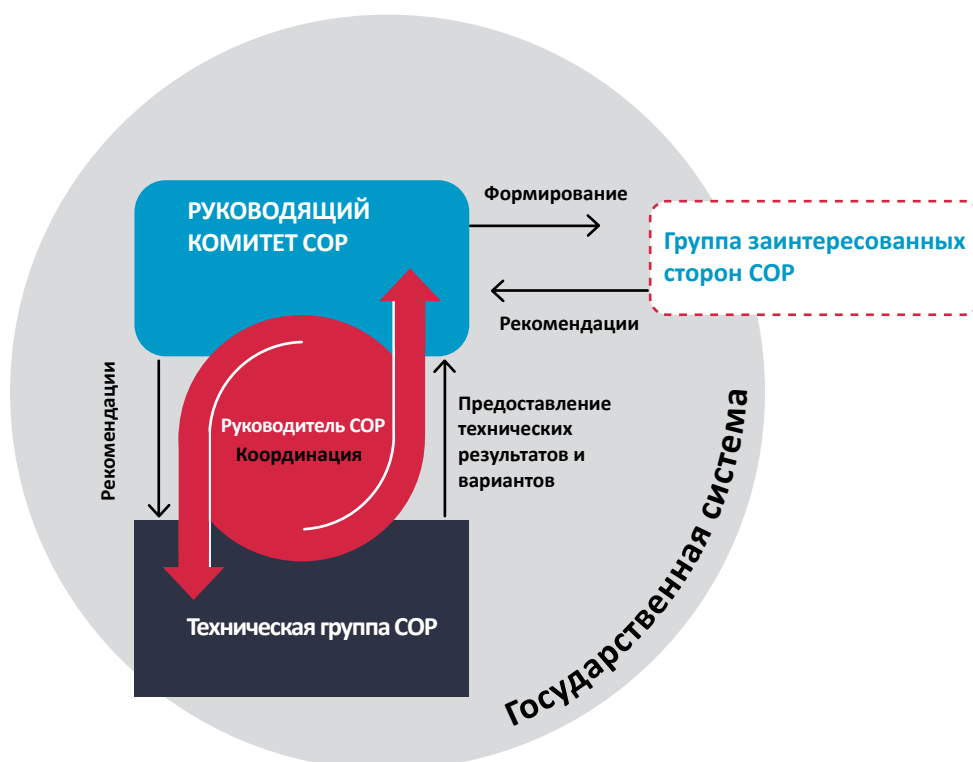 РУКОВОДЯЩИЙ
КОМИТЕТ СОР
Формирование
Группа заинтересованных
сторон СОР
Рекомендации
Рекомендации
Руководитель СОР
Координация
Предоставление
технических
результатов и
вариантов
Техническая группа СОР
Государственная система